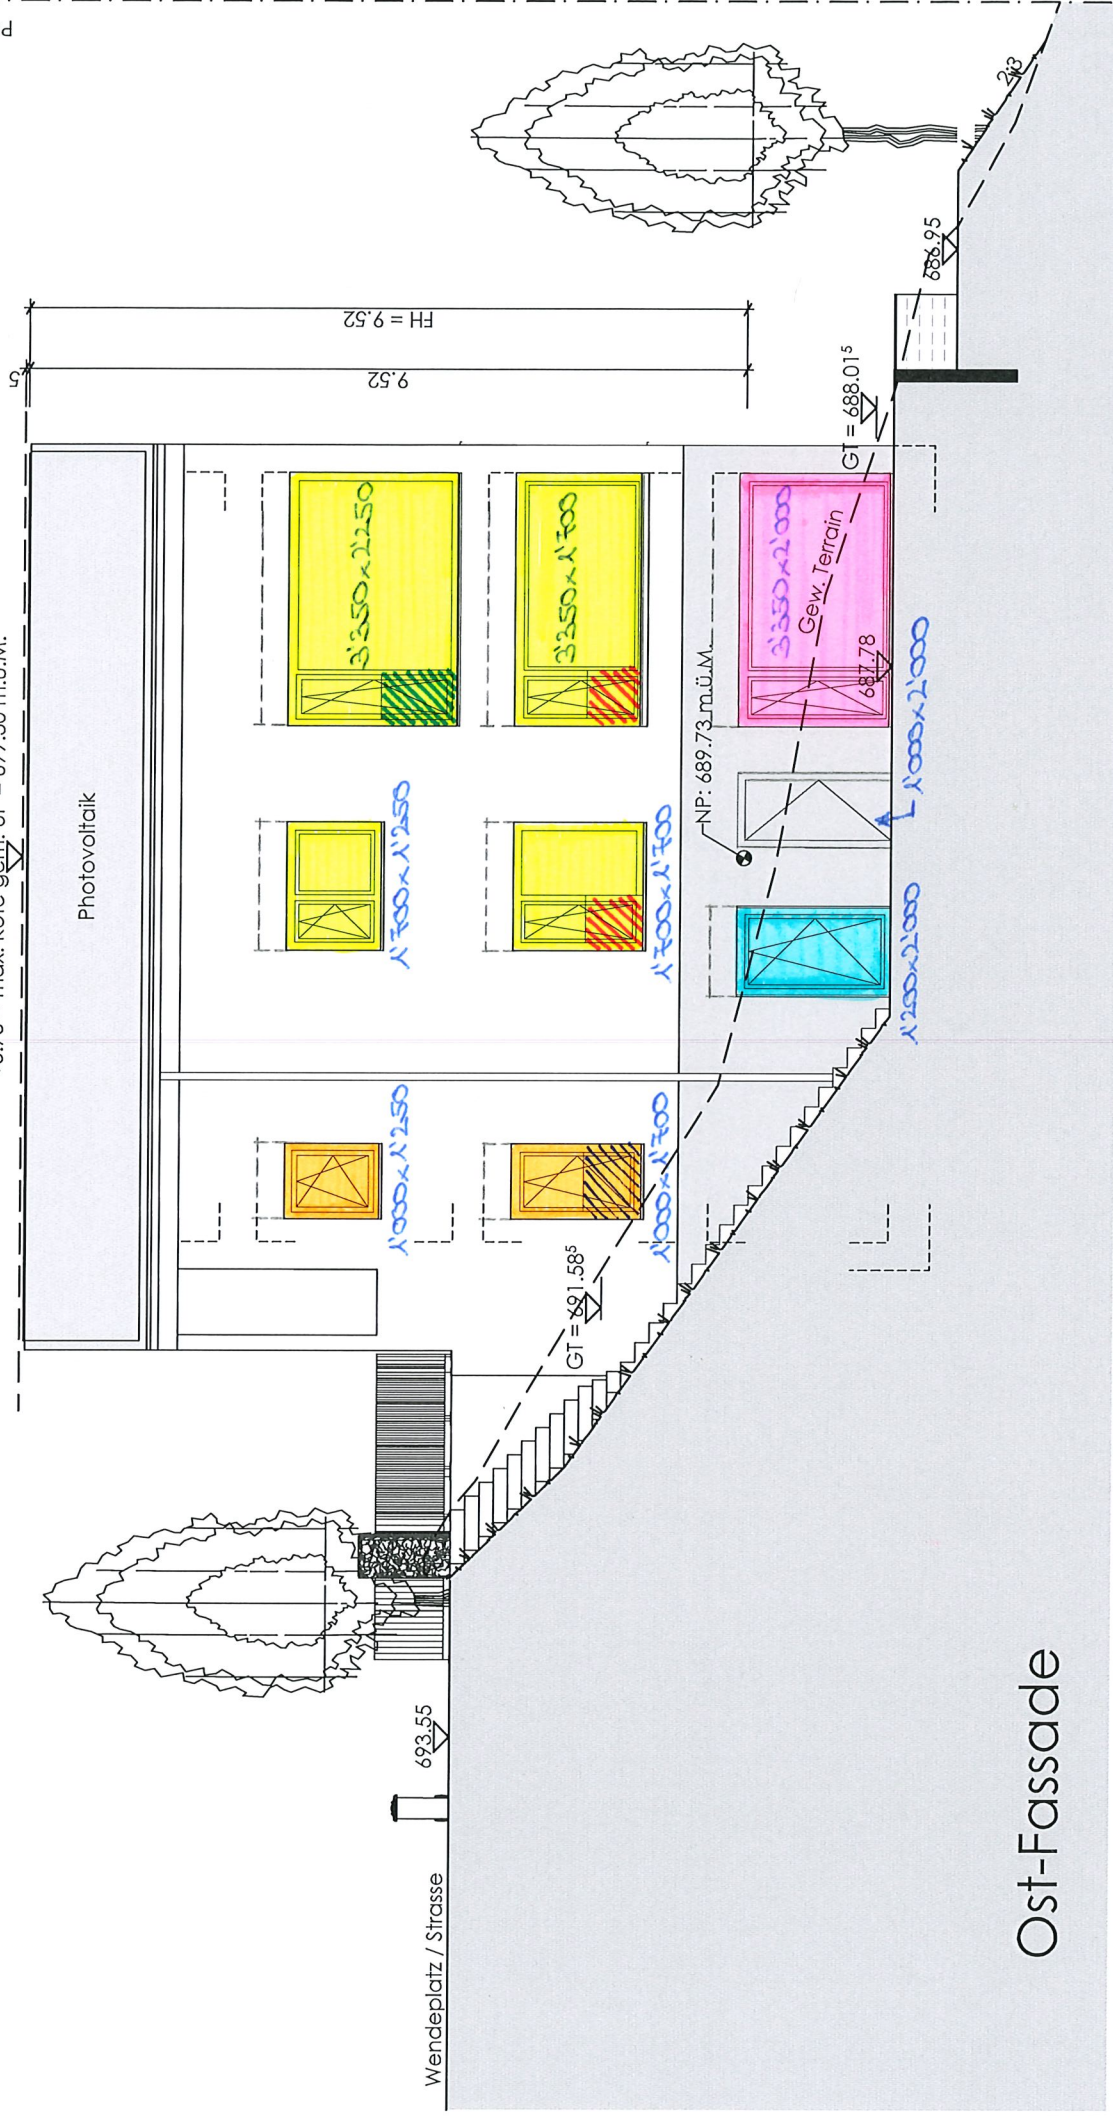 Photovoltaik
5
FH = 9.52
9.52
3'350x2'250
1'700x1'250
1'000x1'250
3'350x1'700
1'700x1'700
1'000x1'700
NP: 689.73 m.ü.M.
3'350x2'000
Gew. Terrain
687.78
GT = 688.01⁵
686.95
2:3
1'000x2'000
1'250x2'000
GT = 691.58⁵
693.55
Wendeplatz / Strasse
Ost-Fassade